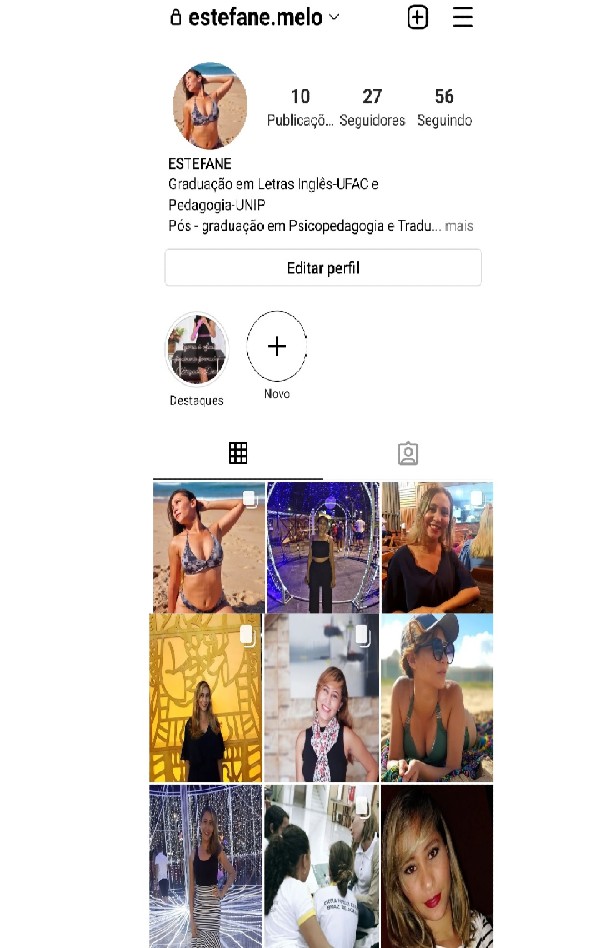 estefane.melo
10 27 56
Publicaçõ... Seguidores Seguindo
ESTEFANE
Graduação em Letras Inglês-UFAC e
Pedagogia-UNIP
Pós - graduação em Psicopedagogia e Tradu... mais
Editar perfil
Destaques
Novo